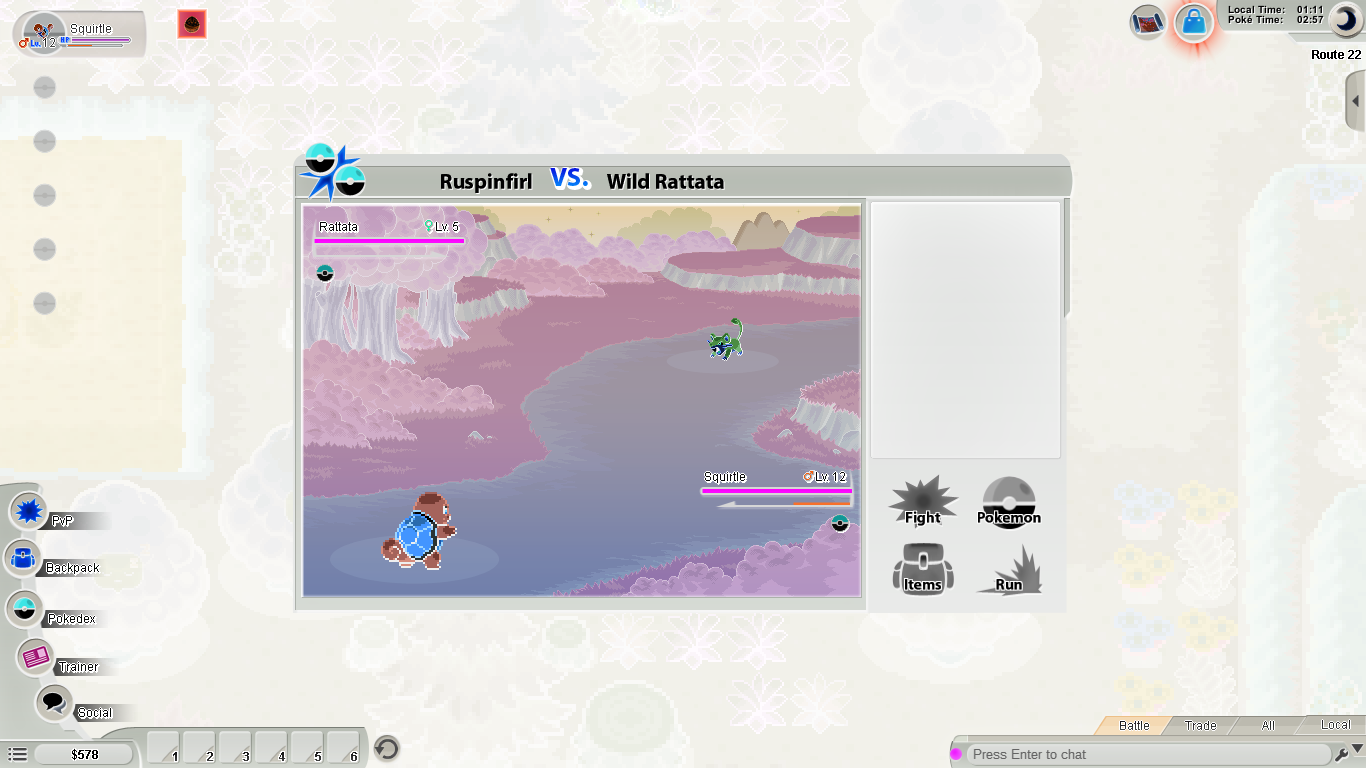 Squirtle
Lv.12
HP
Local Time: 01:11
Poké Time: 02:57
Route 22
Ruspinfirl VS. Wild Rattata
Rattata Lv. 5
Squirtle Lv. 12
Fight
Pokemon
Items
Run
PvP
Backpack
Pokedex
Trainer
Social
$578
1
2
3
4
5
6
Battle
Trade
All
Local
Press Enter to chat